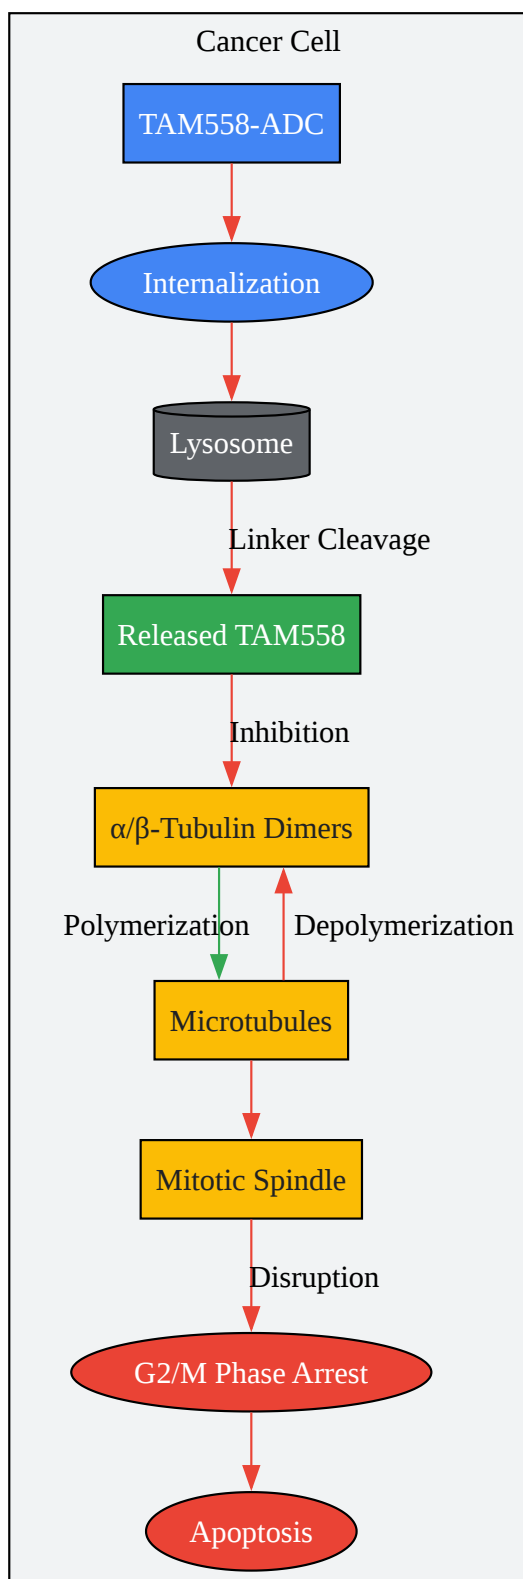 Cancer Cell
TAM558-ADC
Internalization
Lysosome
Linker Cleavage
Released TAM558
Inhibition
α/β-Tubulin Dimers
Polymerization
Depolymerization
Microtubules
Mitotic Spindle
Disruption
G2/M Phase Arrest
Apoptosis